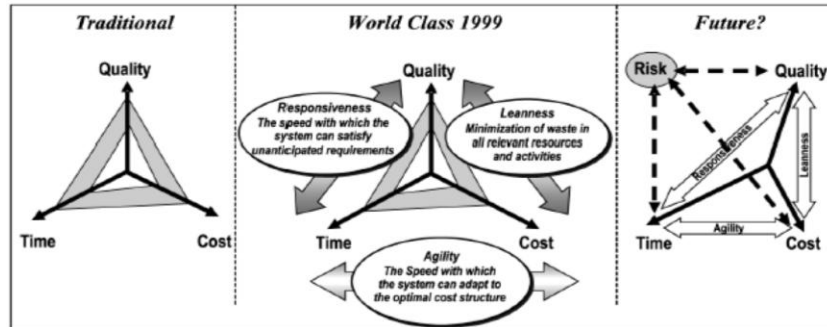 Traditional
Quality
Time
Cost
World Class 1999
Quality
Responsiveness
The speed with which the
system can satisfy
unanticipated requirements
Leanness
Minimization of waste in
all relevant resources
and activities
Time
Cost
Agility
The Speed with which
the system can adapt to
the optimal cost structure
Future?
Risk
Quality
Responsiveness
Leanness
Time
Agility
Cost